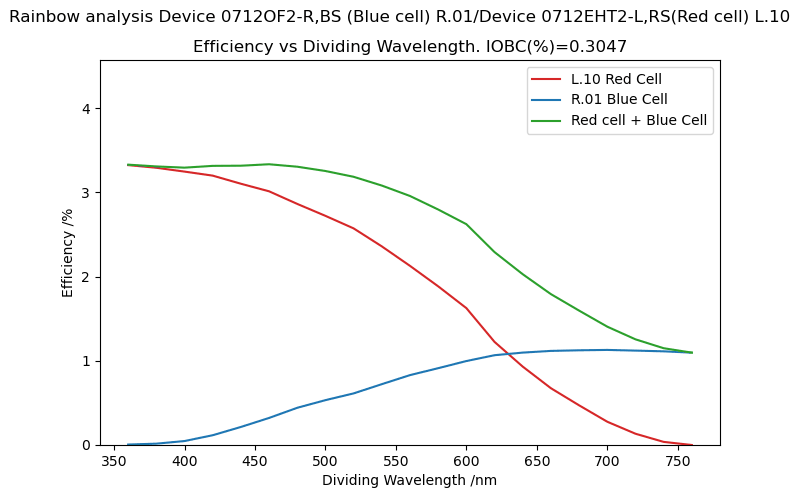 Rainbow analysis Device 0712OF2-R,BS (Blue cell) R.01/Device 0712EHT2-L,RS(Red cell) L.10
Efficiency vs Dividing Wavelength. IOBC(%)=0.3047
L.10 Red Cell
R.01 Blue Cell
Red cell + Blue Cell
Efficiency /%
4
3
2
1
0
350 400 450 500 550 600 650 700 750
Dividing Wavelength /nm